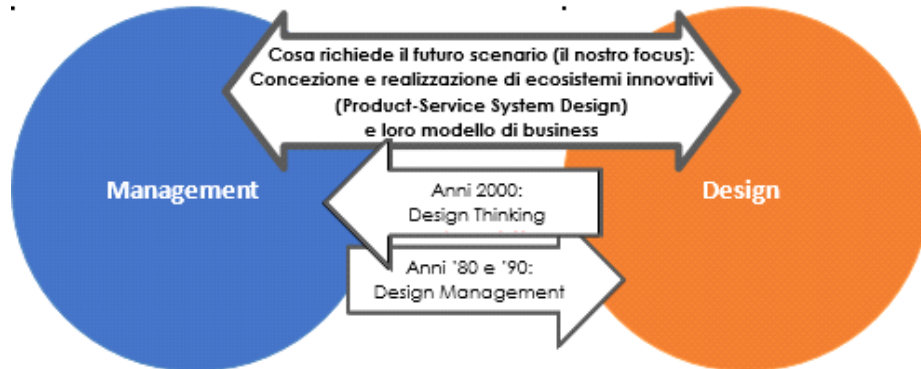 Cosa richiede il futuro scenario (il nostro focus):
Concezione e realizzazione di ecosistemi innovativi
(Product-Service System Design)
e loro modello di business
Management
Anni 2000:
Design Thinking
Design
Anni '80 e '90:
Design Management